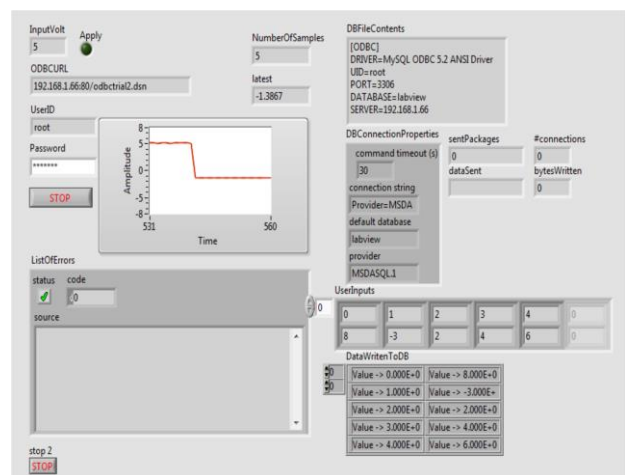 InputVolt
Apply
5
ODBCURL
192.168.1.66:80/odbctrial2.dsn
UserID
root
Password
*******
STOP
NumberOfSamples
5
latest
-1.3867
Amplitude
8
5
0
-5
-8
531
560
Time
DBFileContents
[ODBC]
DRIVER=MySQL ODBC 5.2 ANSI Driver
UID=root
PORT=3306
DATABASE=labview
SERVER=192.168.1.66
DBConnectionProperties
command timeout (s)
30
connection string
Provider=MSDA
default database
labview
provider
MSDASQL.1
sentPackages
0
dataSent
#connections
0
bytesWritten
0
ListOfErrors
status
code
0
source
UserInputs
0
0 1 2 3 4 0
8 -3 2 4 6 0
DataWritenToDB
0
0
Value -> 0.000E+0 Value -> 8.000E+0
Value -> 1.000E+0 Value -> -3.000E+
Value -> 2.000E+0 Value -> 2.000E+0
Value -> 3.000E+0 Value -> 4.000E+0
Value -> 4.000E+0 Value -> 6.000E+0
stop 2
STOP